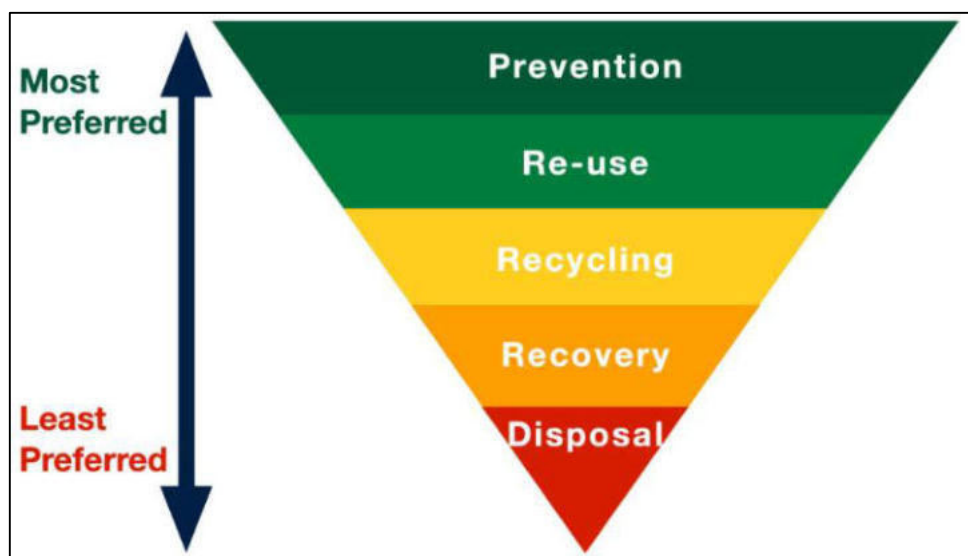 Most
Preferred
Prevention
Re-use
Recycling
Recovery
Disposal
Least
Preferred